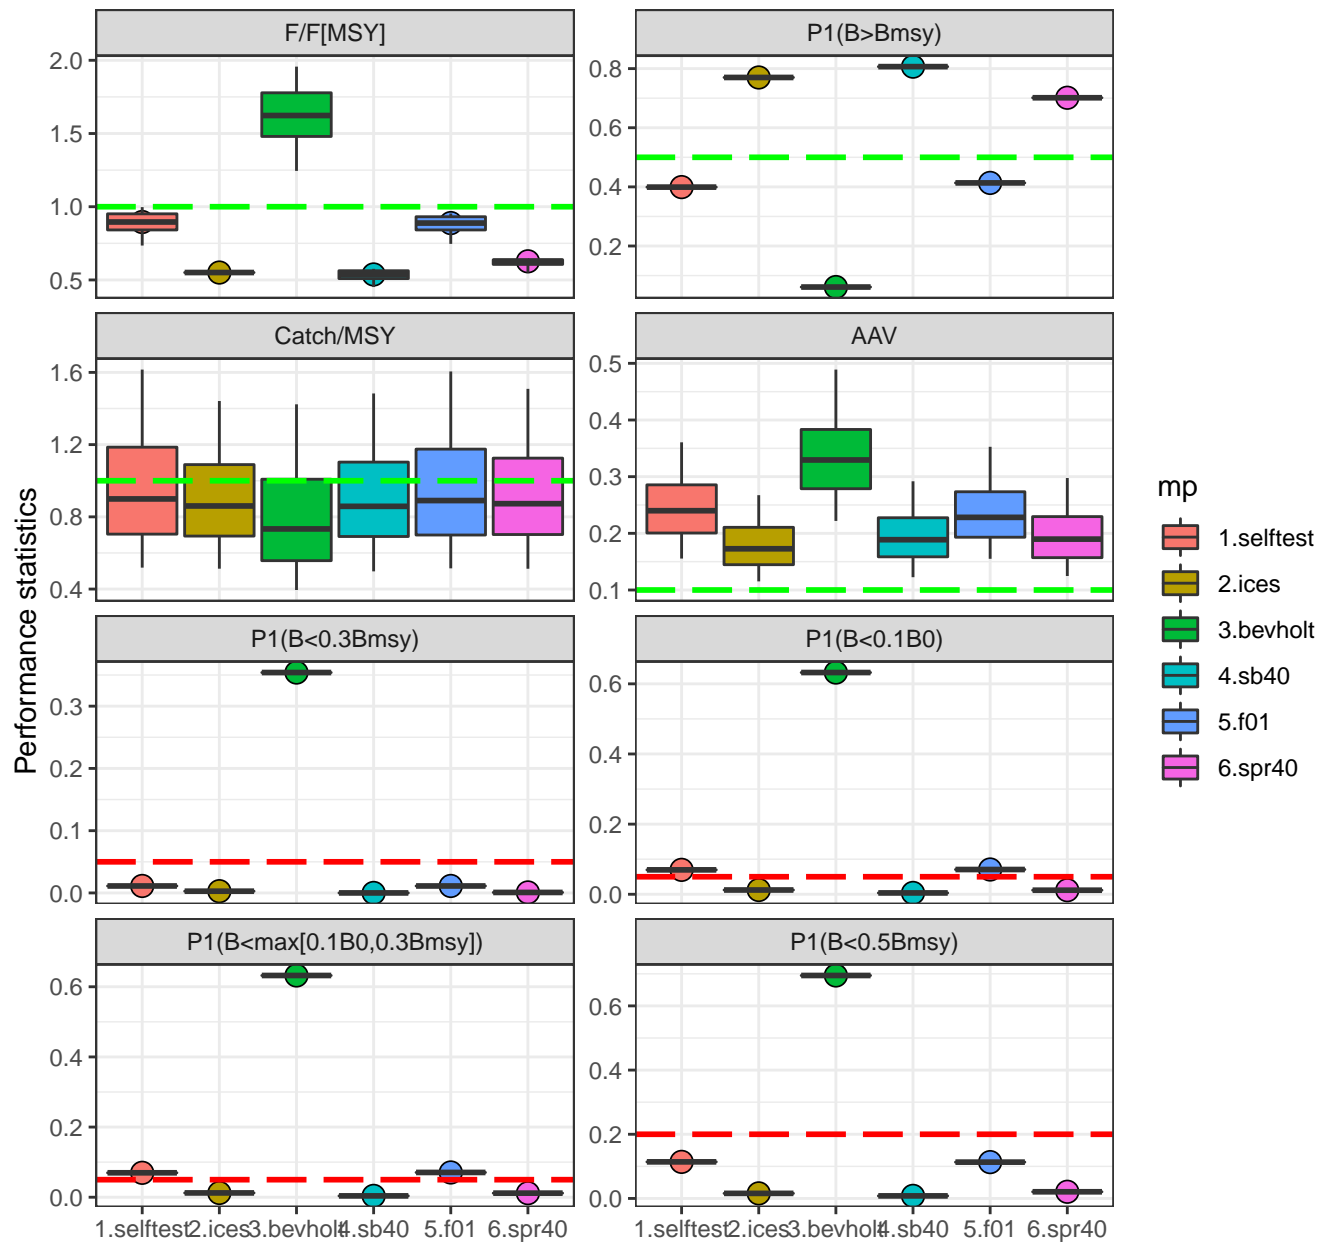 F/F[MSY]
P1(B>Bmsy)
2.0
1.5
1.0
0.5
0.8
0.6
0.4
0.2
Catch/MSY
AAV
1.6
1.2
0.8
0.4
0.5
0.4
0.3
0.2
0.1
P1(B<0.3Bmsy)
P1(B<0.1B0)
0.3
0.2
0.1
0.0
0.6
0.4
0.2
0.0
P1(B<max[0.1B0,0.3Bmsy])
P1(B<0.5Bmsy)
0.6
0.4
0.2
0.0
0.6
0.4
0.2
0.0
1.selftest 2.ices 3.bevholt 4.sb40 5.f01 6.spr40
1.selftest 2.ices 3.bevholt 4.sb40 5.f01 6.spr40
Performance statistics
mp
1.selftest
2.ices
3.bevholt
4.sb40
5.f01
6.spr40